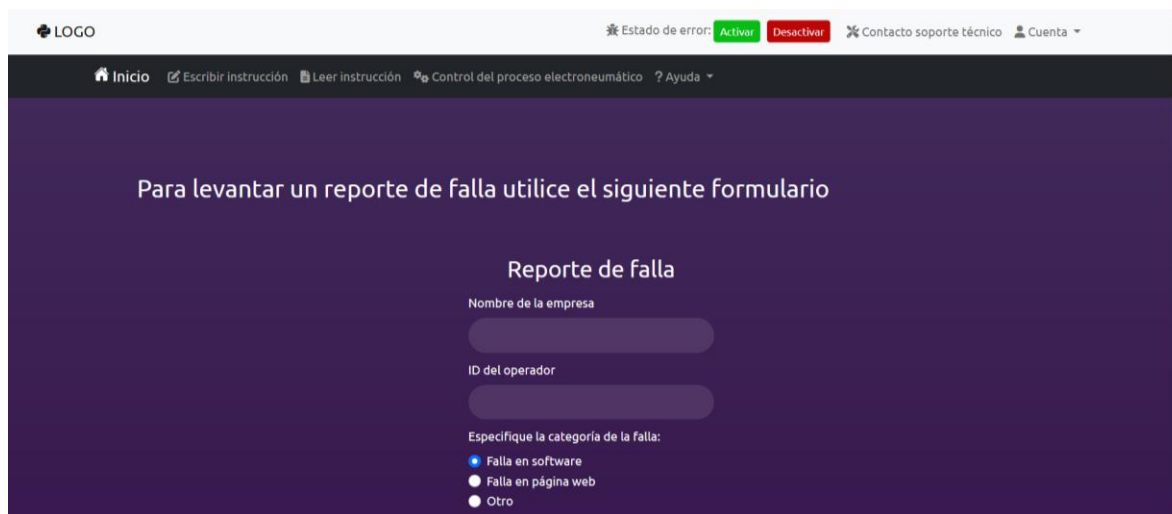 LOGO Estado de error: Activar Desactivar Contacto soporte técnico Cuenta
Inicio Escribir instrucción Leer instrucción Control del proceso electroneumático ? Ayuda
Para levantar un reporte de falla utilice el siguiente formulario
Reporte de falla
Nombre de la empresa
ID del operador
Especifique la categoría de la falla:
Falla en software
Falla en página web
Otro